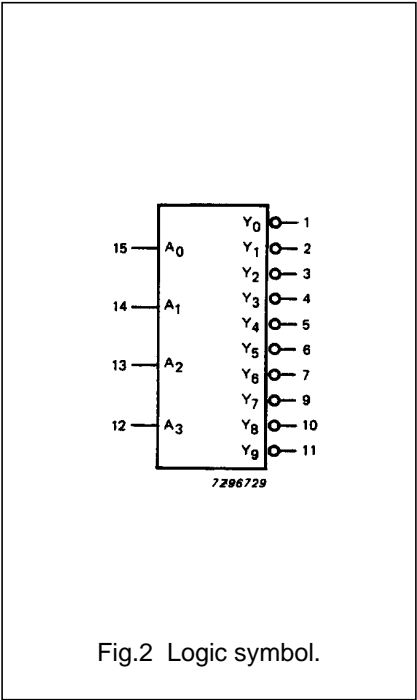 Y0 1
15 A0 Y1 2
Y2 3
14 A1 Y3 4
Y4 5
Y5 6
13 A2 Y6 7
Y7 9
12 A3 Y8 10
Y9 11
7Z96729
Fig.2 Logic symbol.